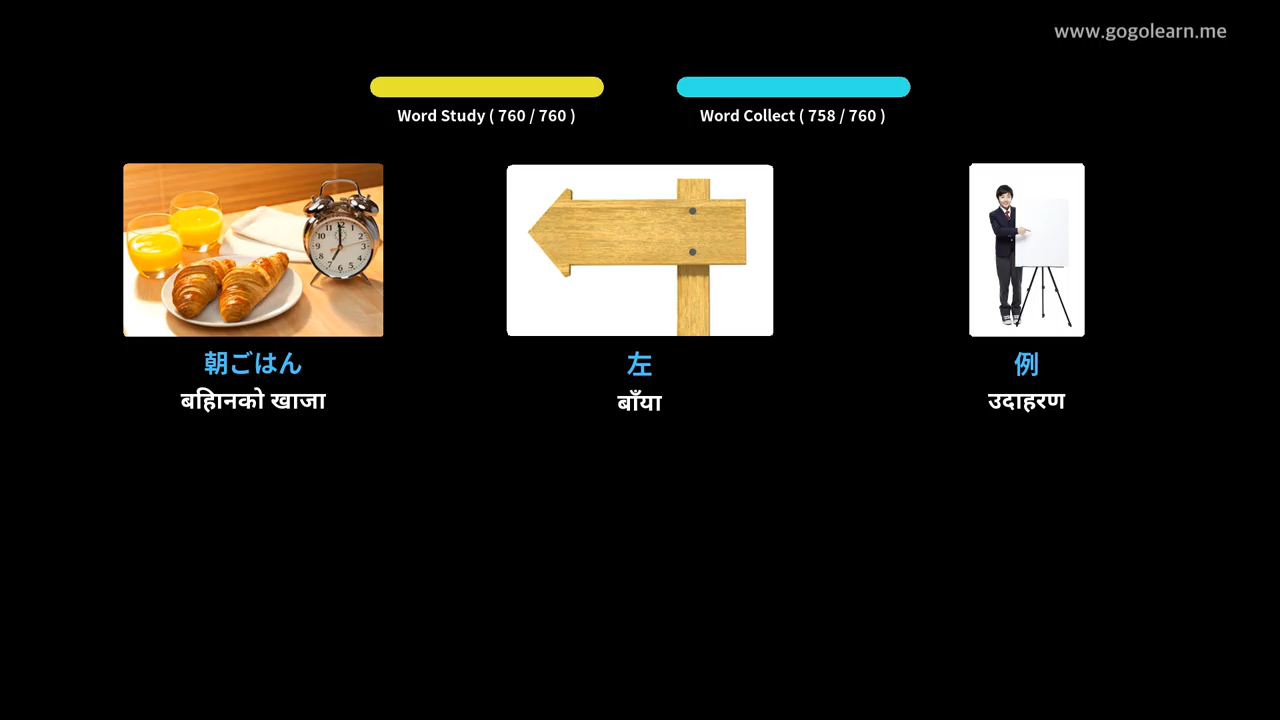 www.gogolearn.me
Word Study ( 760 / 760 )
Word Collect ( 758 / 760 )
朝ごはん
左
例
बहिानको खाजा
बाँया
उदाहरण